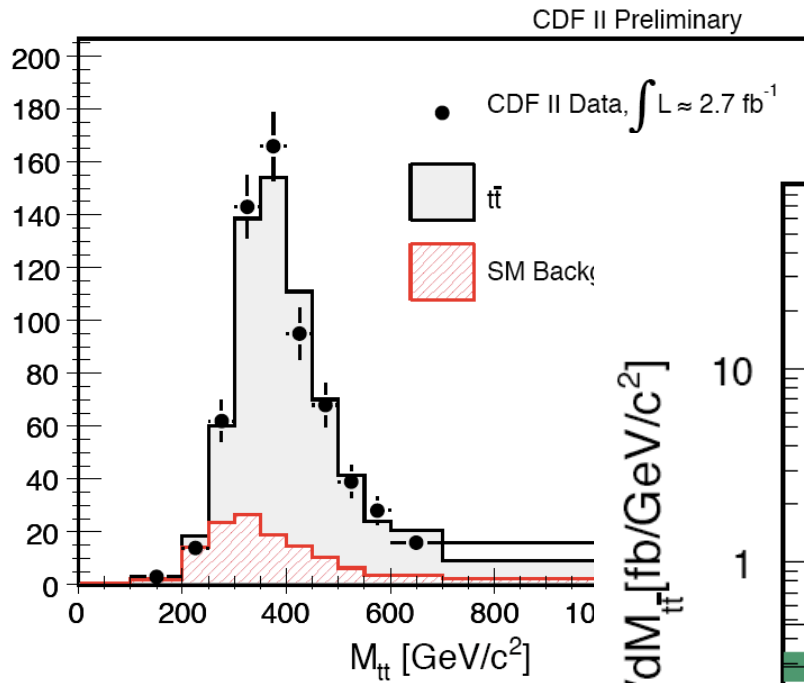 CDF II Preliminary
200
180
160
140
120
100
80
60
40
20
0
CDF II Data, ∫ L ≈ 2.7 fb⁻¹
tt̄
SM
0 200 400 600 800
M_tt̄ [GeV/c²]
10
1
/dM_tt̄ [fb/GeV/c²]